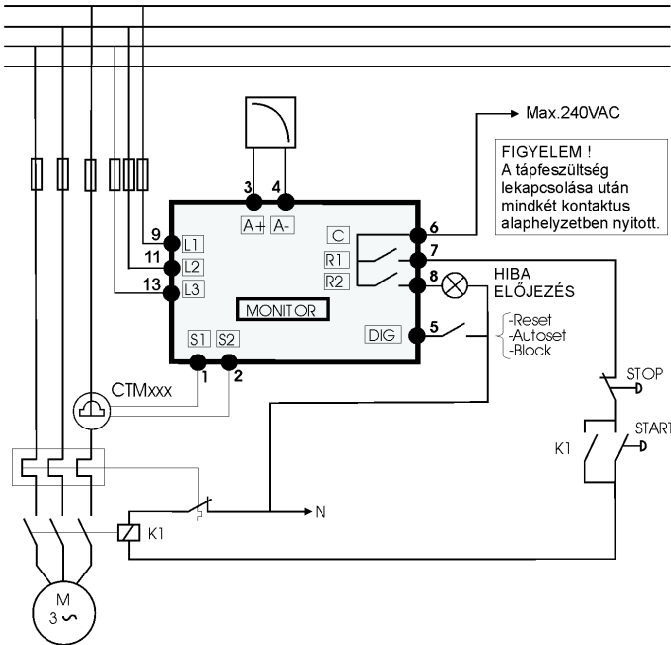 Max.240VAC
FIGYELEM !
A tápfeszültség
lekapcsolása után
mindkét kontaktus
alaphelyzetben nyitott.
3 4
A+ A-
9 L1
11 L2
13 L3
C 6
R1 7
R2 8
HIBA
ELŐJEZÉS
MONITOR
DIG 5
-Reset
-Autoset
-Block
S1 S2
1 2
CTMxxx
STOP
START
K1
N
K1
M
3 ~